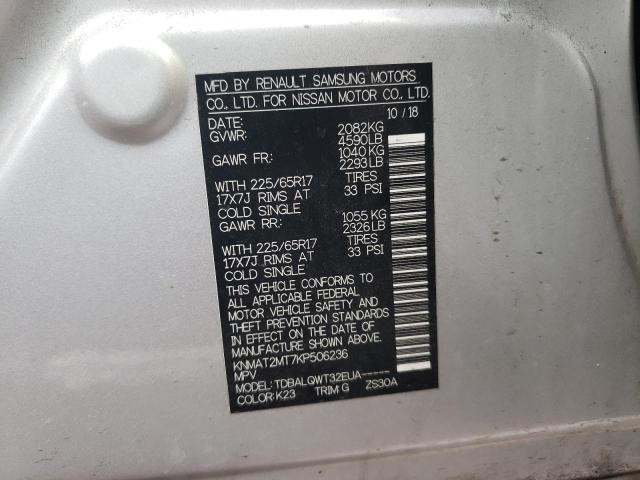 MFD BY RENAULT SAMSUNG MOTORS
CO., LTD. FOR NISSAN MOTOR CO., LTD.
DATE: 10 / 18
GVWR: 2082KG
4590LB
GAWR FR: 1040 KG
2293LB
WITH 225/65R17 TIRES
17X7J RIMS AT 33 PSI
COLD SINGLE
GAWR RR: 1055 KG
2326 LB
WITH 225/65R17 TIRES
17X7J RIMS AT 33 PSI
COLD SINGLE
THIS VEHICLE CONFORMS TO
ALL APPLICABLE FEDERAL
MOTOR VEHICLE SAFETY AND
THEFT PREVENTION STANDARDS
IN EFFECT ON THE DATE OF
MANUFACTURE SHOWN ABOVE.
KNMAT2MT7KP506236
MPV
MODEL: TDBALQWT32EUA-----
COLOR: K23 TRIM: G ZS30A